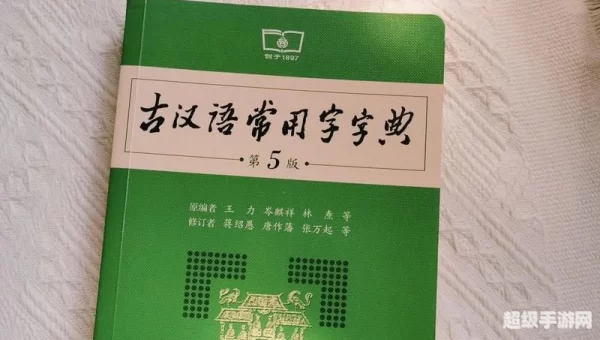 创于1897
古汉语常用字字典
·第5版·
原编者 王力 岑麒祥 林焘 等
修订者 蒋绍愚 唐作藩 张万起 等
超级手游网